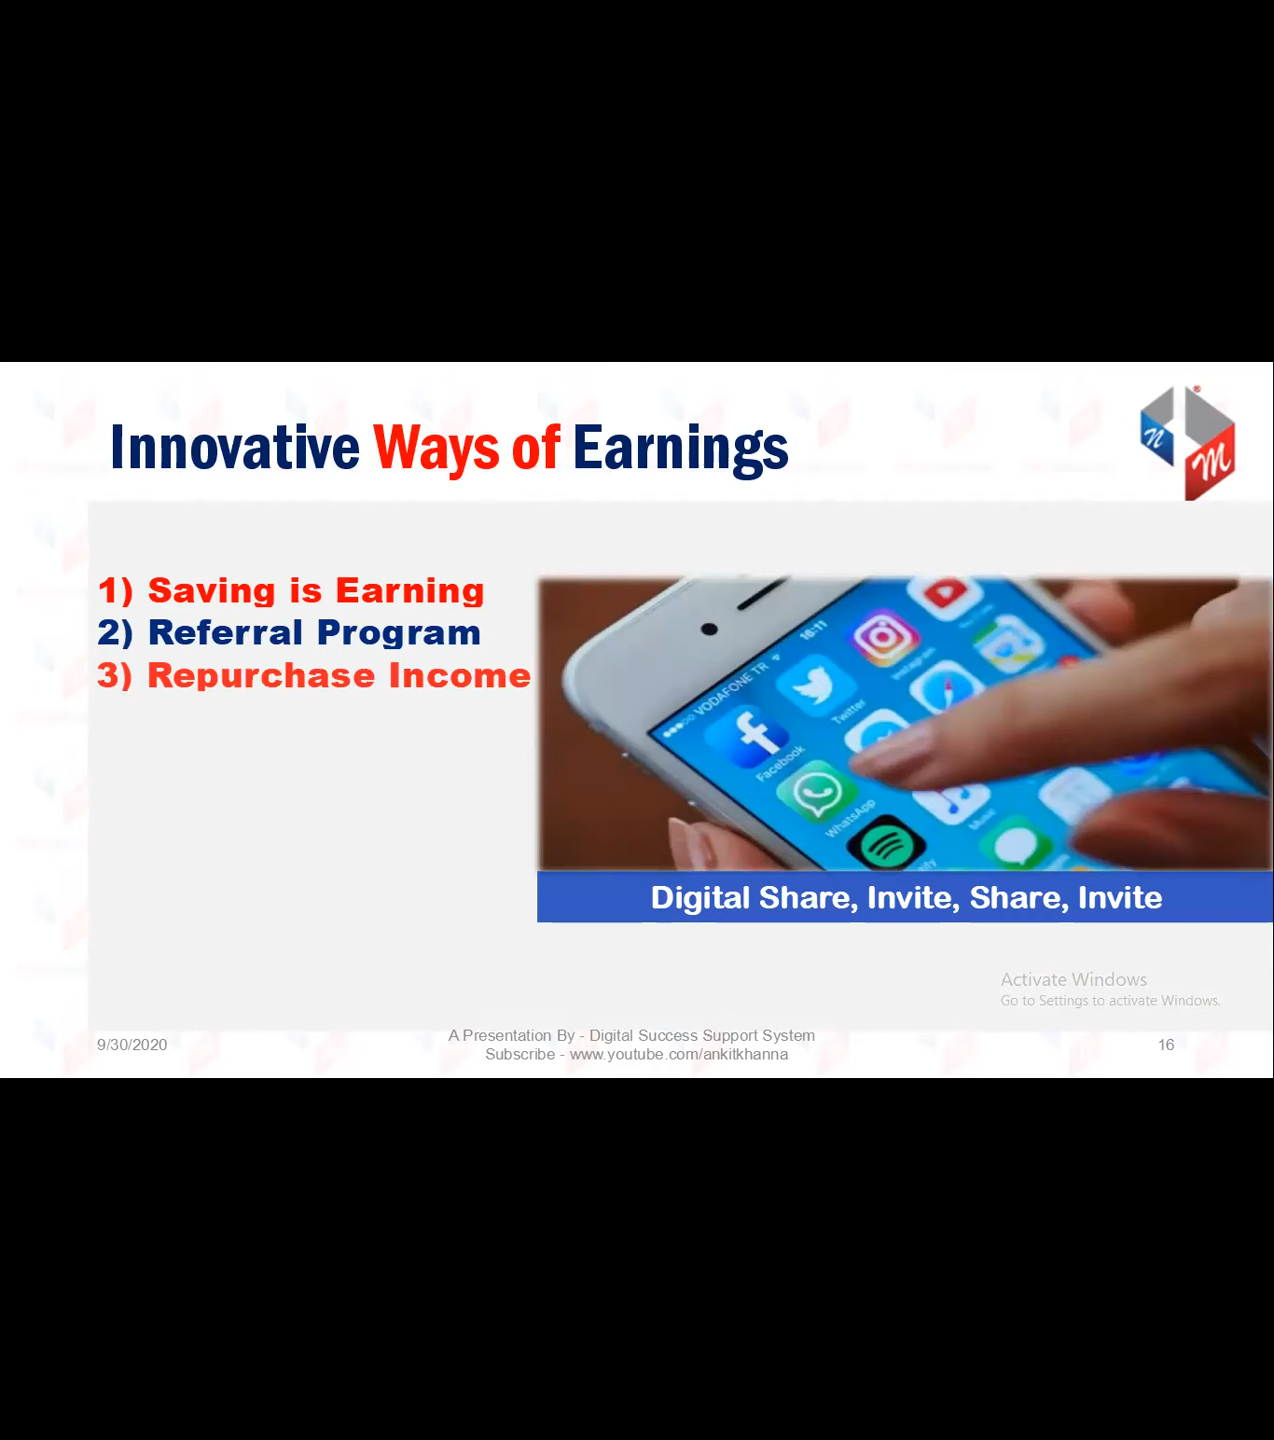 Innovative Ways of Earnings
n
m
®
1) Saving is Earning
2) Referral Program
3) Repurchase Income
16:11
VODAFONE TR
Facebook
Twitter
Instagram
WhatsApp
Music
Digital Share, Invite, Share, Invite
Activate Windows
Go to Settings to activate Windows.
9/30/2020
A Presentation By - Digital Success Support System
Subscribe - www.youtube.com/ankitkhanna
16